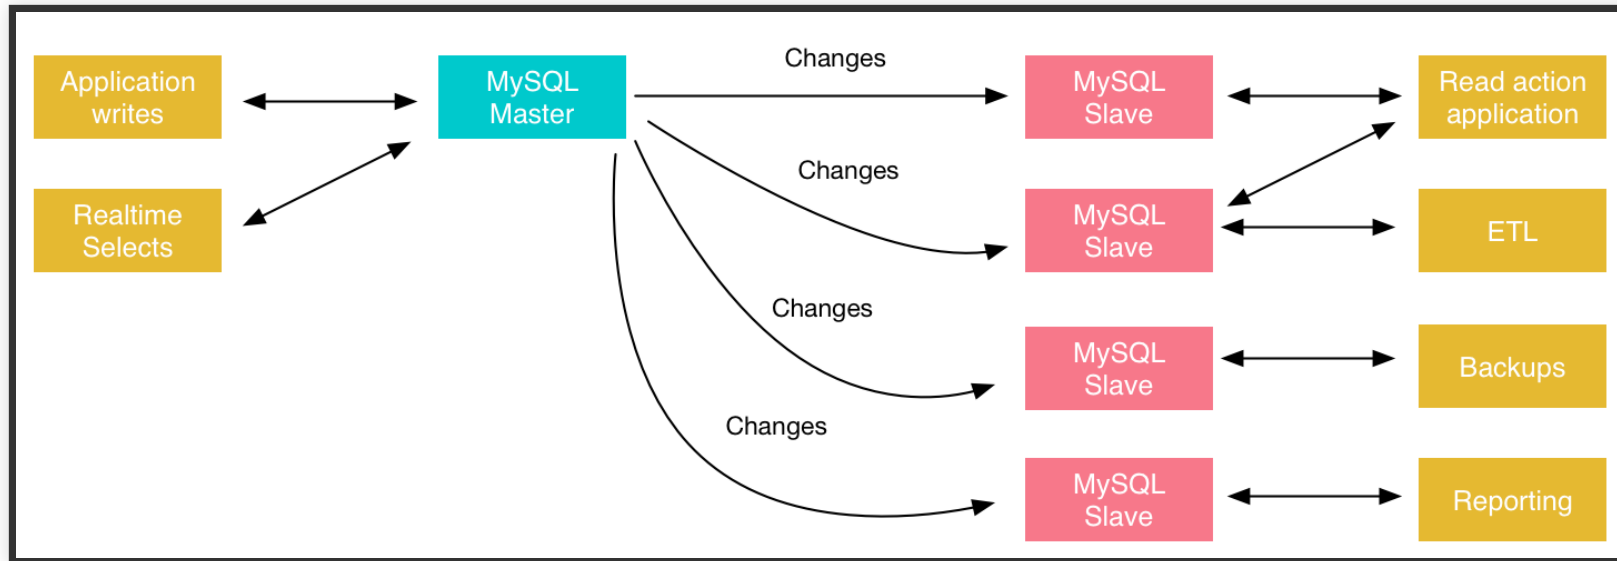 Application
writes
MySQL
Master
Changes
MySQL
Slave
Read action
application
Realtime
Selects
Changes
MySQL
Slave
ETL
Changes
MySQL
Slave
Backups
Changes
MySQL
Slave
Reporting